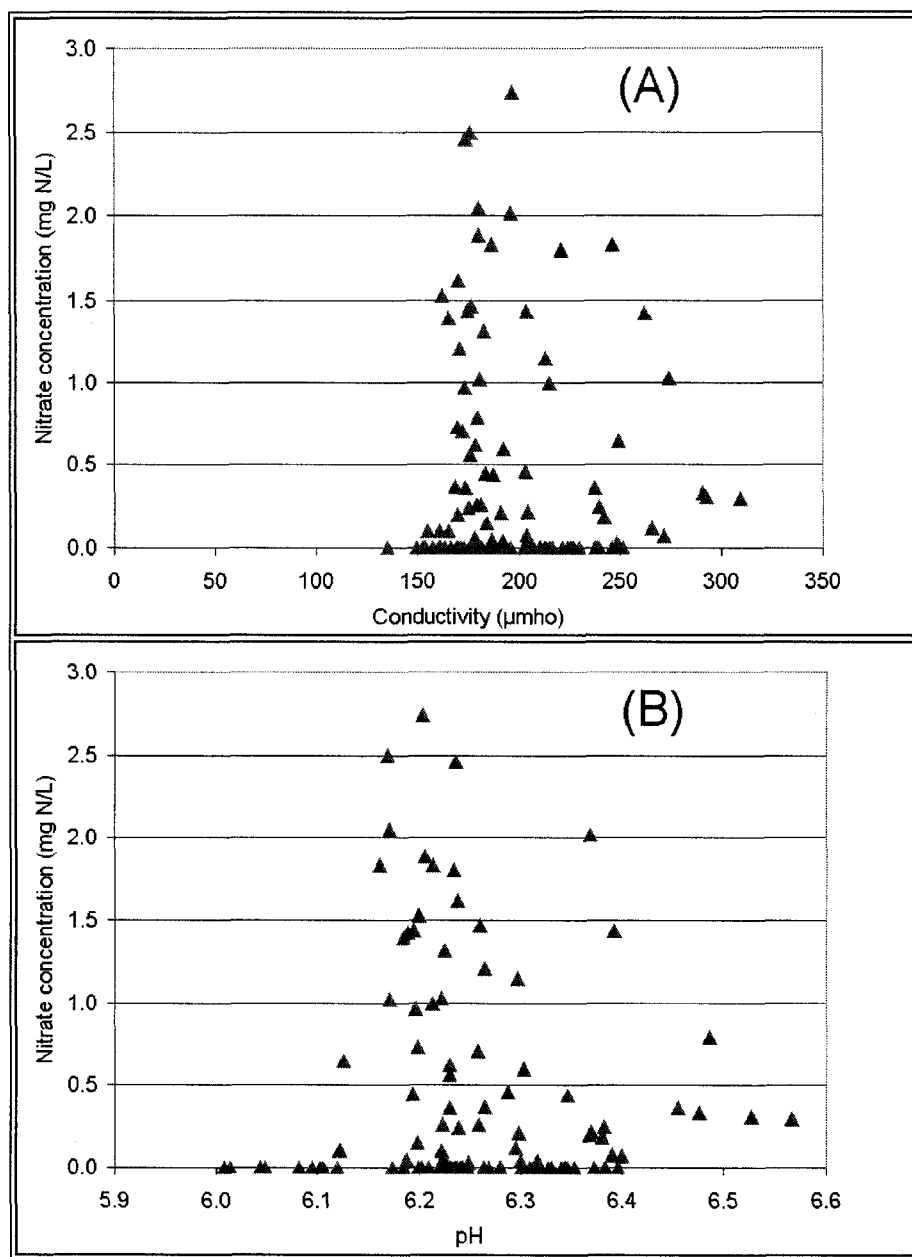 3.0
(A)
2.5
2.0
1.5
1.0
0.5
0.0
Nitrate concentration (mg N/L)
0 50 100 150 200 250 300 350
Conductivity (µmho)
3.0
(B)
2.5
2.0
1.5
1.0
0.5
0.0
Nitrate concentration (mg N/L)
5.9 6.0 6.1 6.2 6.3 6.4 6.5 6.6
pH